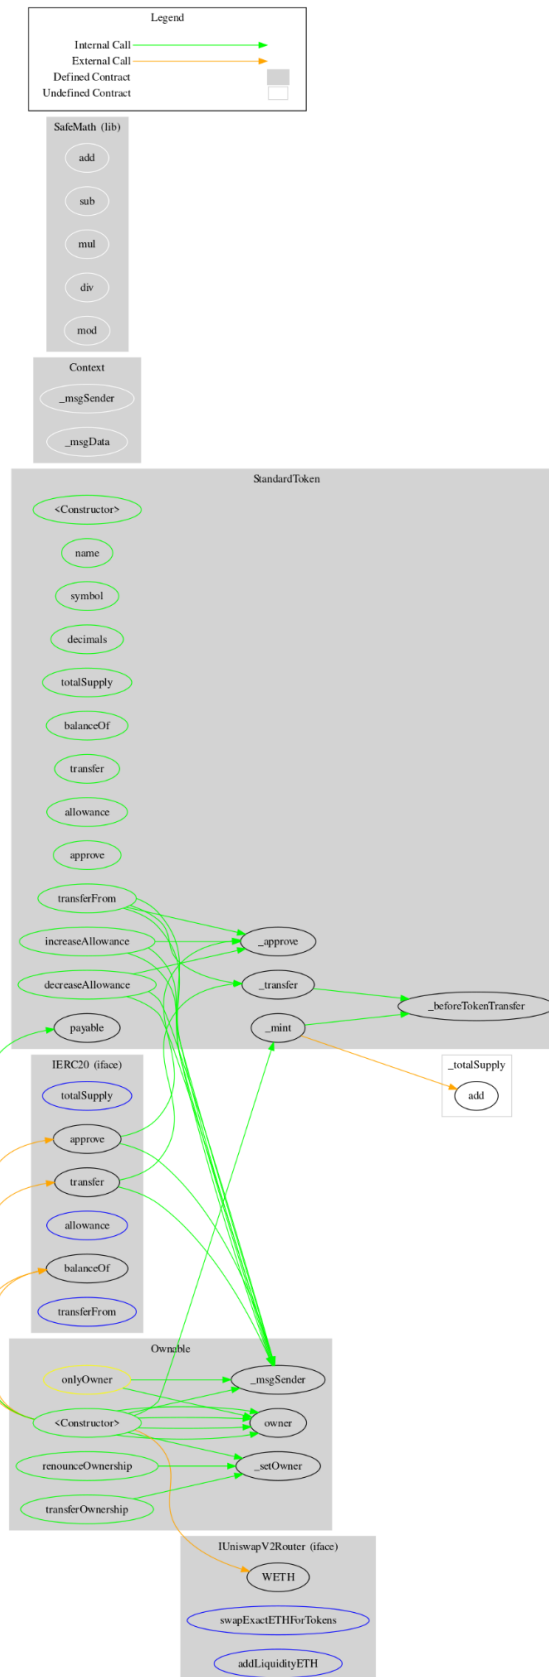 Legend
Internal Call
External Call
Defined Contract
Undefined Contract
SafeMath (lib)
add
sub
mul
div
mod
Context
_msgSender
_msgData
StandardToken
<Constructor>
name
symbol
decimals
totalSupply
balanceOf
transfer
allowance
approve
transferFrom
increaseAllowance
_approve
decreaseAllowance
_transfer
_beforeTokenTransfer
payable
_mint
IERC20 (iface)
_totalSupply
totalSupply
add
approve
transfer
allowance
balanceOf
transferFrom
Ownable
onlyOwner
_msgSender
<Constructor>
owner
renounceOwnership
_setOwner
transferOwnership
IUniswapV2Router (iface)
WETH
swapExactETHForTokens
addLiquidityETH